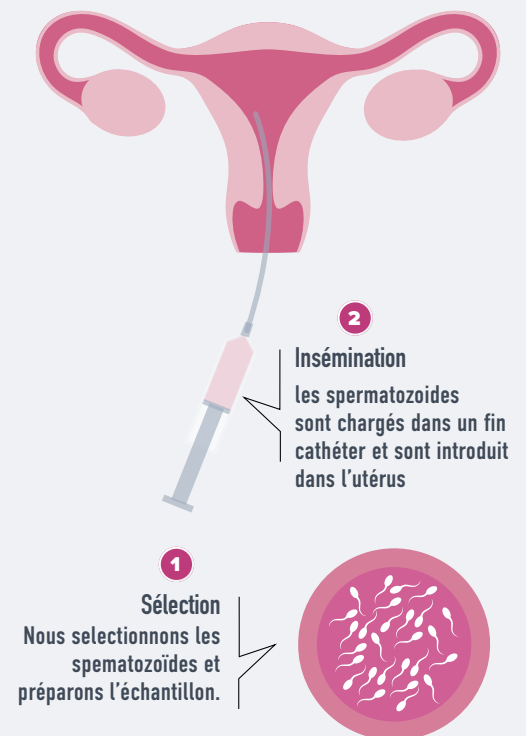 2
Insémination
les spermatozoides
sont chargés dans un fin
cathéter et sont introduit
dans l'utérus
1
Sélection
Nous selectionnons les
spematozoïdes et
préparons l'échantillon.